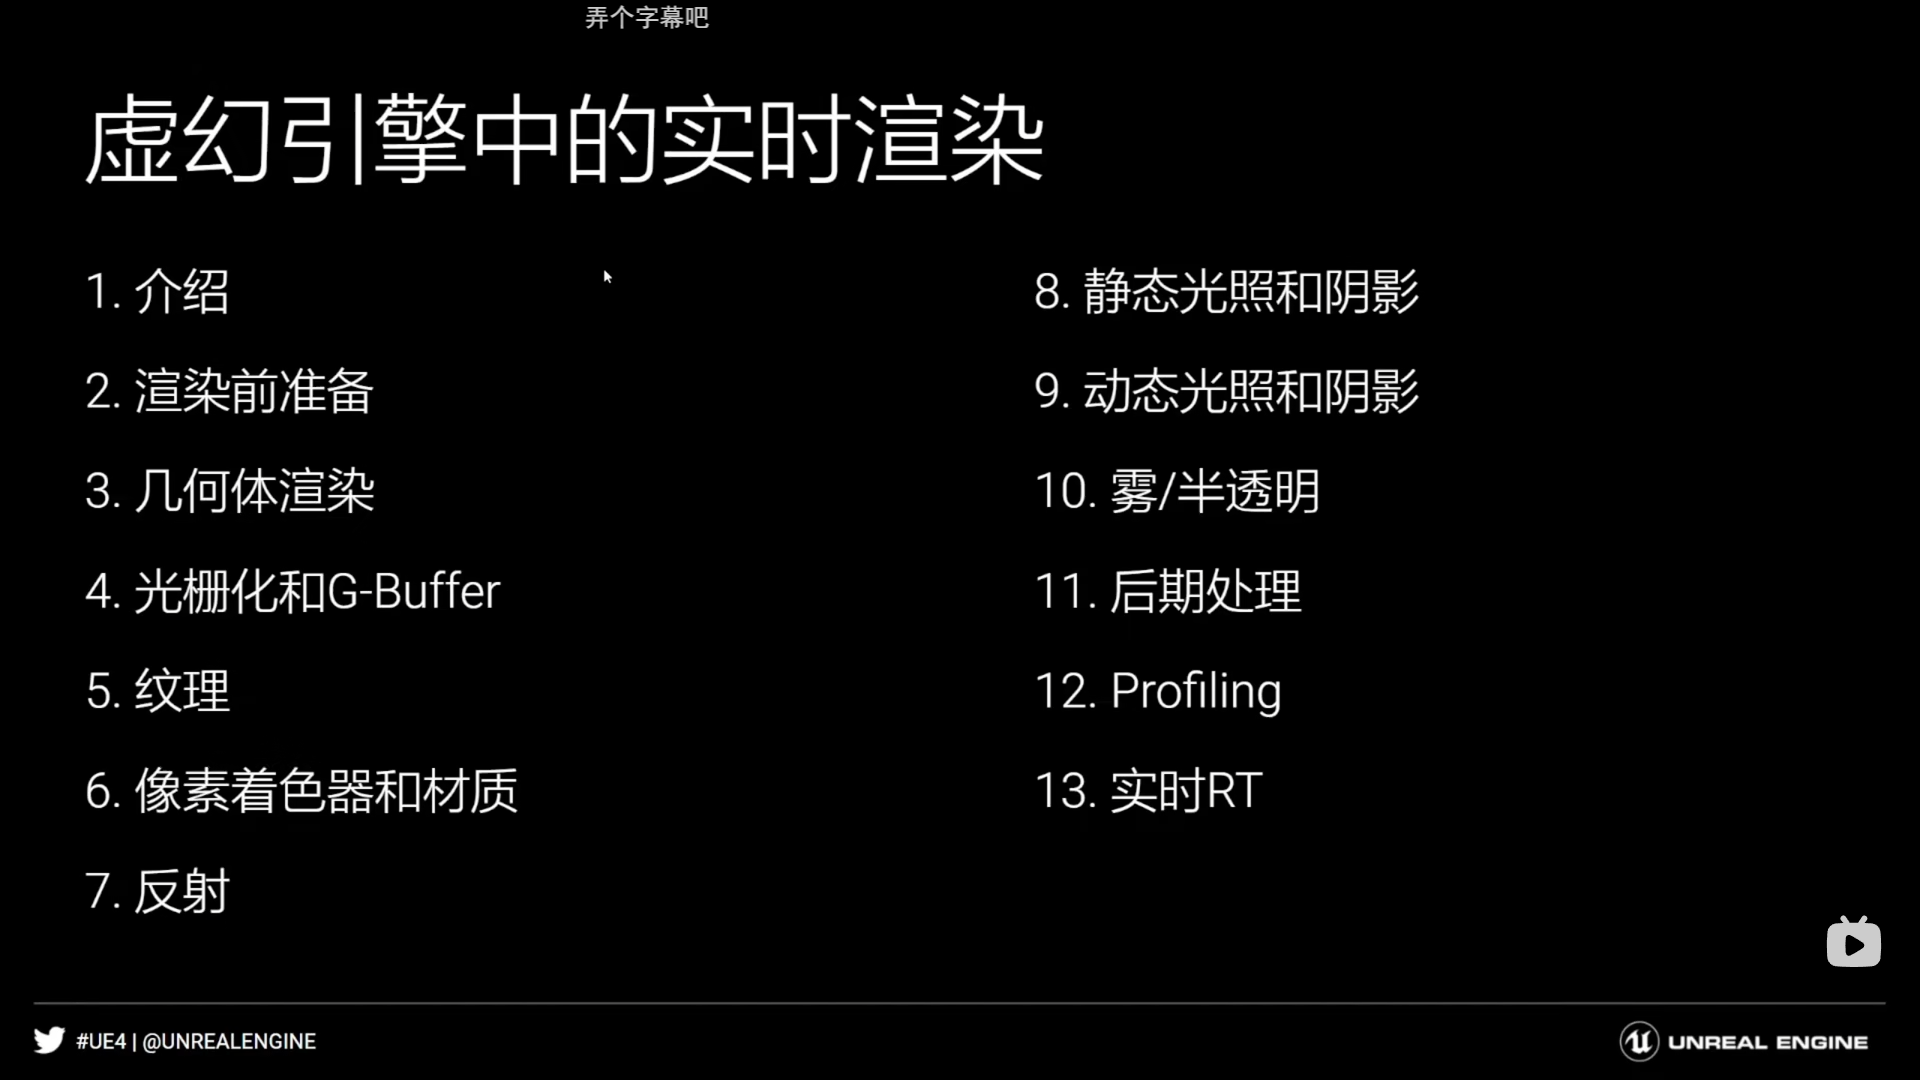 弄个字幕吧
虚幻引擎中的实时渲染
1. 介绍
2. 渲染前准备
3. 几何体渲染
4. 光栅化和G-Buffer
5. 纹理
6. 像素着色器和材质
7. 反射
8. 静态光照和阴影
9. 动态光照和阴影
10. 雾/半透明
11. 后期处理
12. Profiling
13. 实时RT
#UE4 | @UNREALENGINE
UNREAL ENGINE